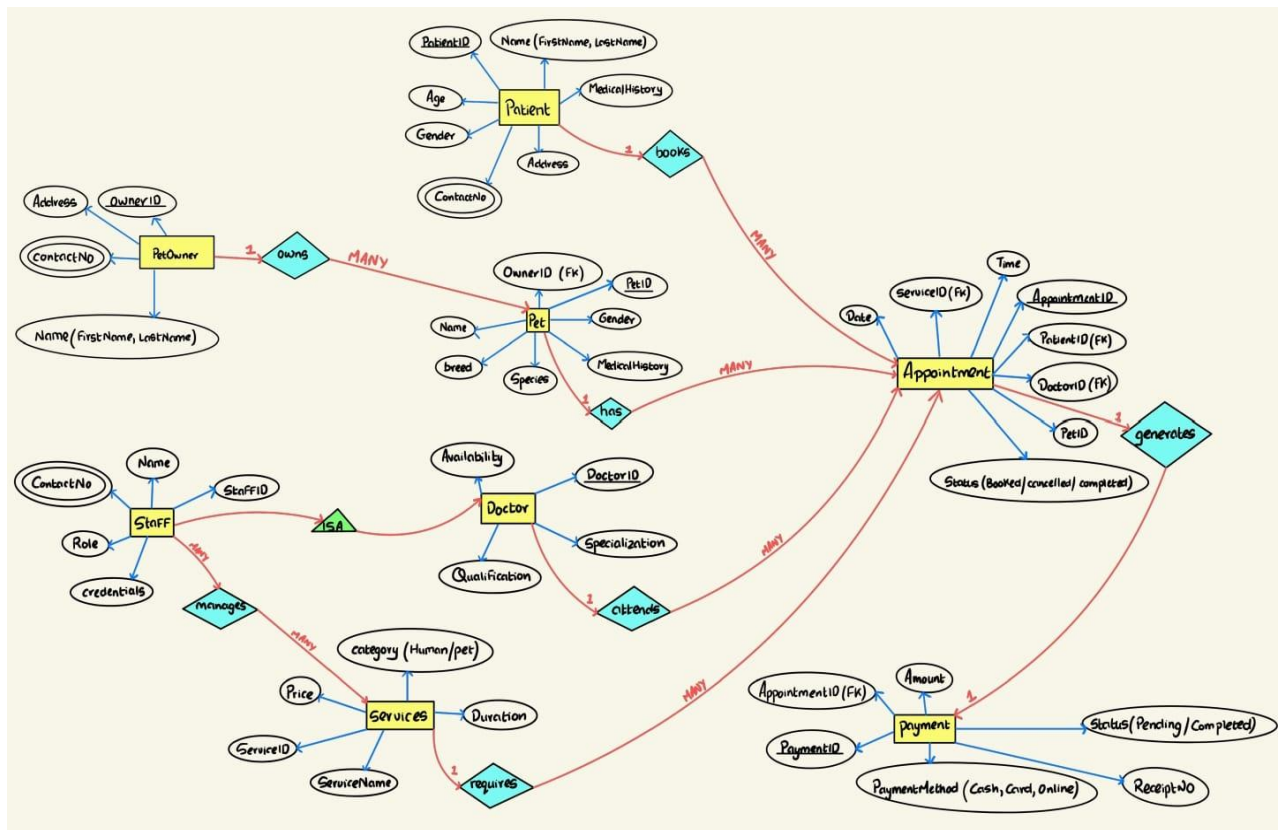 PatientID
Name (FirstName, LastName)
Age
MedicalHistory
Patient
Gender
Address
ContactNo
1
books
MANY
Address
OwnerID
ContactNo
PetOwner
1
owns
MANY
Name (FirstName, LastName)
OwnerID (FK)
PetID
Name
Pet
Gender
breed
Species
MedicalHistory
1
has
MANY
Time
ServiceID (FK)
AppointmentID
Date
PatientID (FK)
Appointment
DoctorID (FK)
PetID
Status (Booked/cancelled/completed)
1
generates
1
Name
ContactNo
StaffID
Staff
Role
credentials
ISA
Availability
DoctorID
Doctor
Specialization
Qualification
1
attends
MANY
MANY
manages
MANY
category (Human/pet)
Price
Services
Duration
ServiceID
ServiceName
1
requires
MANY
AppointmentID (FK)
Amount
payment
Status (Pending/Completed)
PaymentID
PaymentMethod (Cash, Card, Online)
ReceiptNo